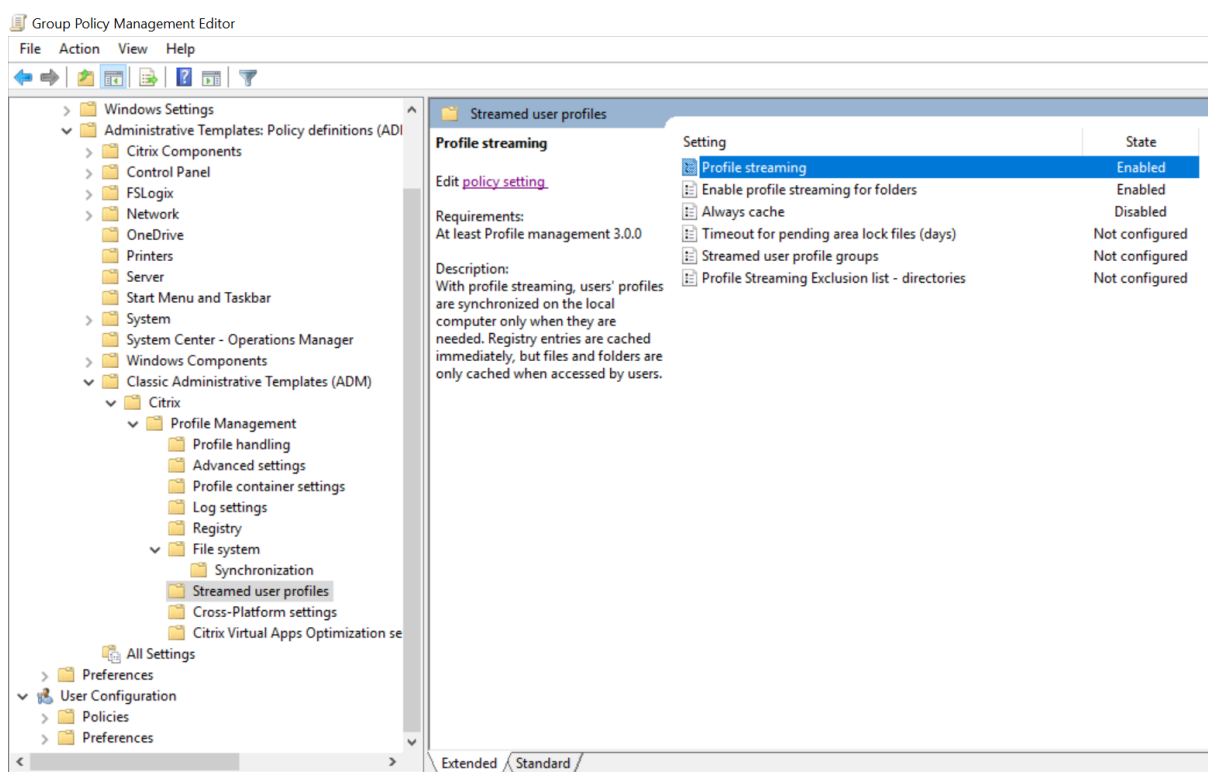 Group Policy Management Editor
File Action View Help
Windows Settings
Administrative Templates: Policy definitions (ADI
Citrix Components
Control Panel
FSLogix
Network
OneDrive
Printers
Server
Start Menu and Taskbar
System
System Center - Operations Manager
Windows Components
Classic Administrative Templates (ADM)
Citrix
Profile Management
Profile handling
Advanced settings
Profile container settings
Log settings
Registry
File system
Synchronization
Streamed user profiles
Cross-Platform settings
Citrix Virtual Apps Optimization se
All Settings
Preferences
User Configuration
Policies
Preferences
Streamed user profiles
Profile streaming
Edit policy setting
Requirements:
At least Profile management 3.0.0
Description:
With profile streaming, users' profiles
are synchronized on the local
computer only when they are
needed. Registry entries are cached
immediately, but files and folders are
only cached when accessed by users.
Setting State
Profile streaming Enabled
Enable profile streaming for folders Enabled
Always cache Disabled
Timeout for pending area lock files (days) Not configured
Streamed user profile groups Not configured
Profile Streaming Exclusion list - directories Not configured
Extended Standard